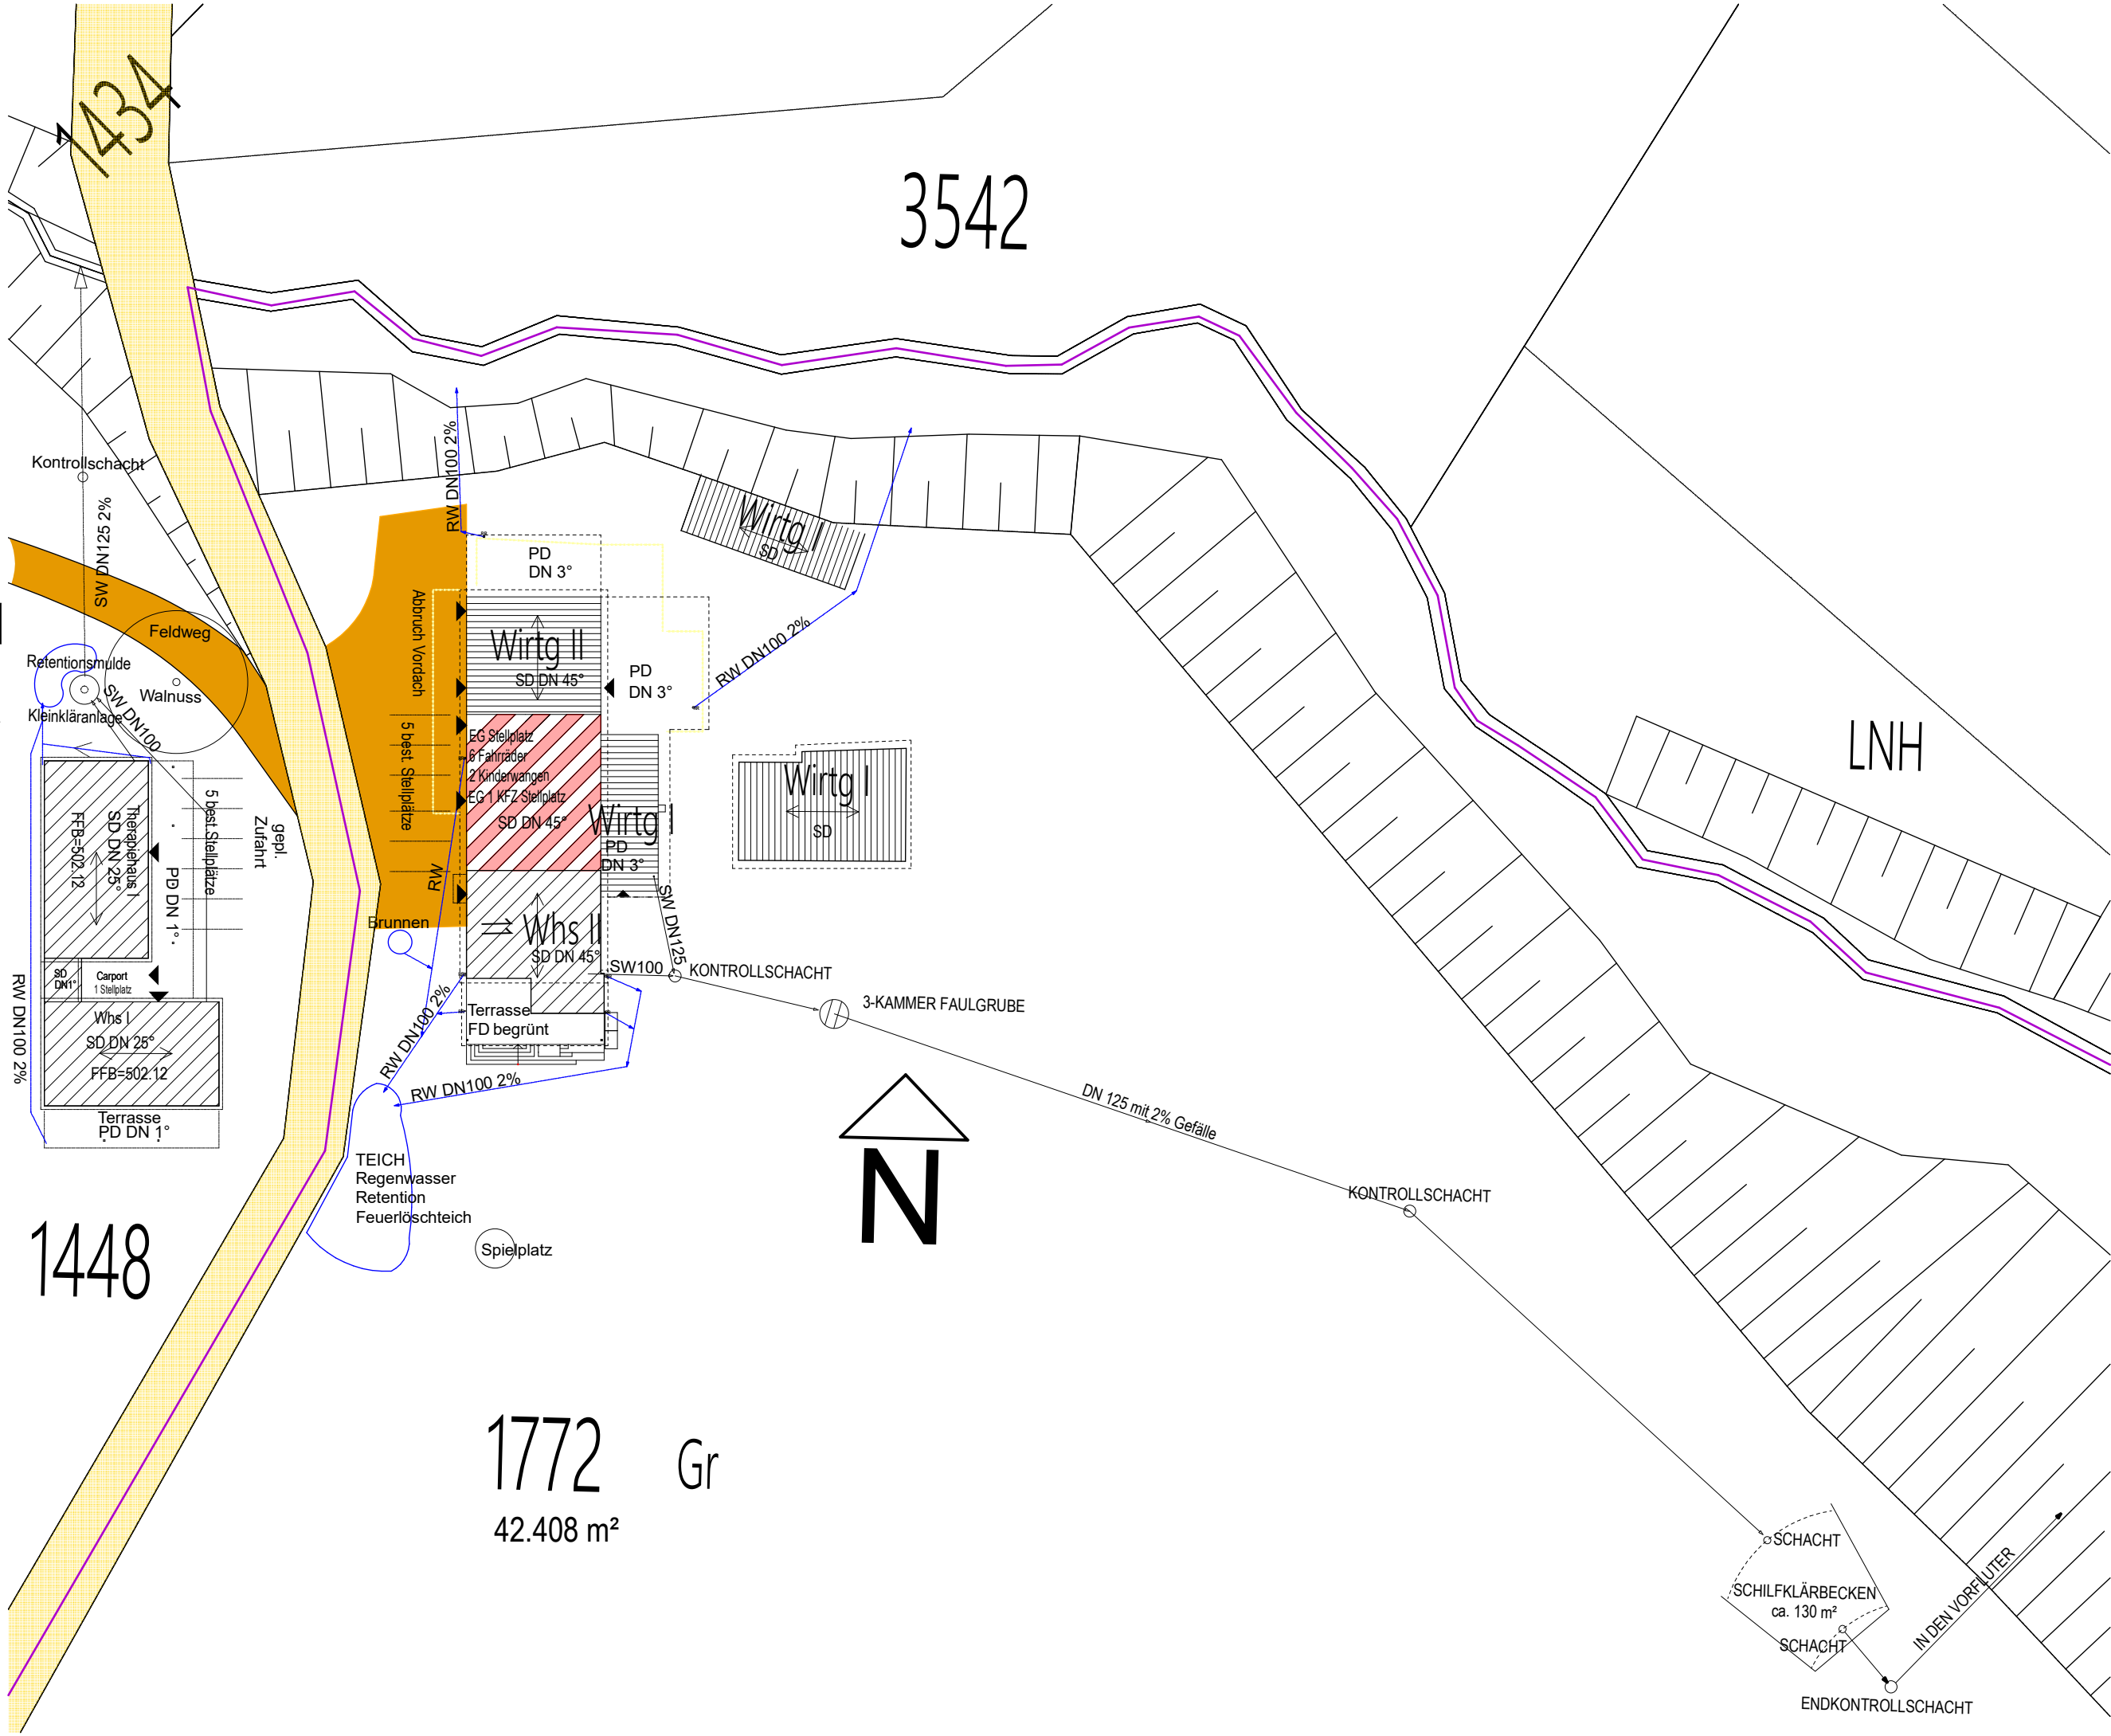 1434
3542
Kontrollschacht
SW DN125 2%
RW DN100 2%
Wirtg I
SD
PD
DN 3°
Abbruch Vordach
Wirtg II
SD DN 45°
PD
DN 3°
RW DN100 2%
Feldweg
Retentionsmulde
Walnuss
Kleinkläranlage
SW DN100
5 best. Stellplätze
EG Stellplatz
6 Fahrräder
2 Kinderwangen
EG 1 KFZ Stellplatz
SD DN 45°
Wirtg I
PD
DN 3°
Wirtg I
SD
LNH
Therapiehaus I
SD DN 25°
FFB=502.12
PD DN 1°
5 best.Stellplätze
gepl.
Zufahrt
RW
Brunnen
Whs II
SD DN 45°
SW DN125
SW100
KONTROLLSCHACHT
3-KAMMER FAULGRUBE
SD
DN1°
Carport
1 Stellplatz
Whs I
SD DN 25°
FFB=502.12
Terrasse
PD DN 1°
RW DN100 2%
Terrasse
FD begrünt
RW DN100 2%
RW DN100 2%
N
DN 125 mit 2% Gefälle
KONTROLLSCHACHT
TEICH
Regenwasser
Retention
Feuerlöschteich
Spielplatz
1448
1772 Gr
42.408 m²
SCHACHT
SCHILFKLÄRBECKEN
ca. 130 m²
SCHACHT
IN DEN VORFLUTER
ENDKONTROLLSCHACHT